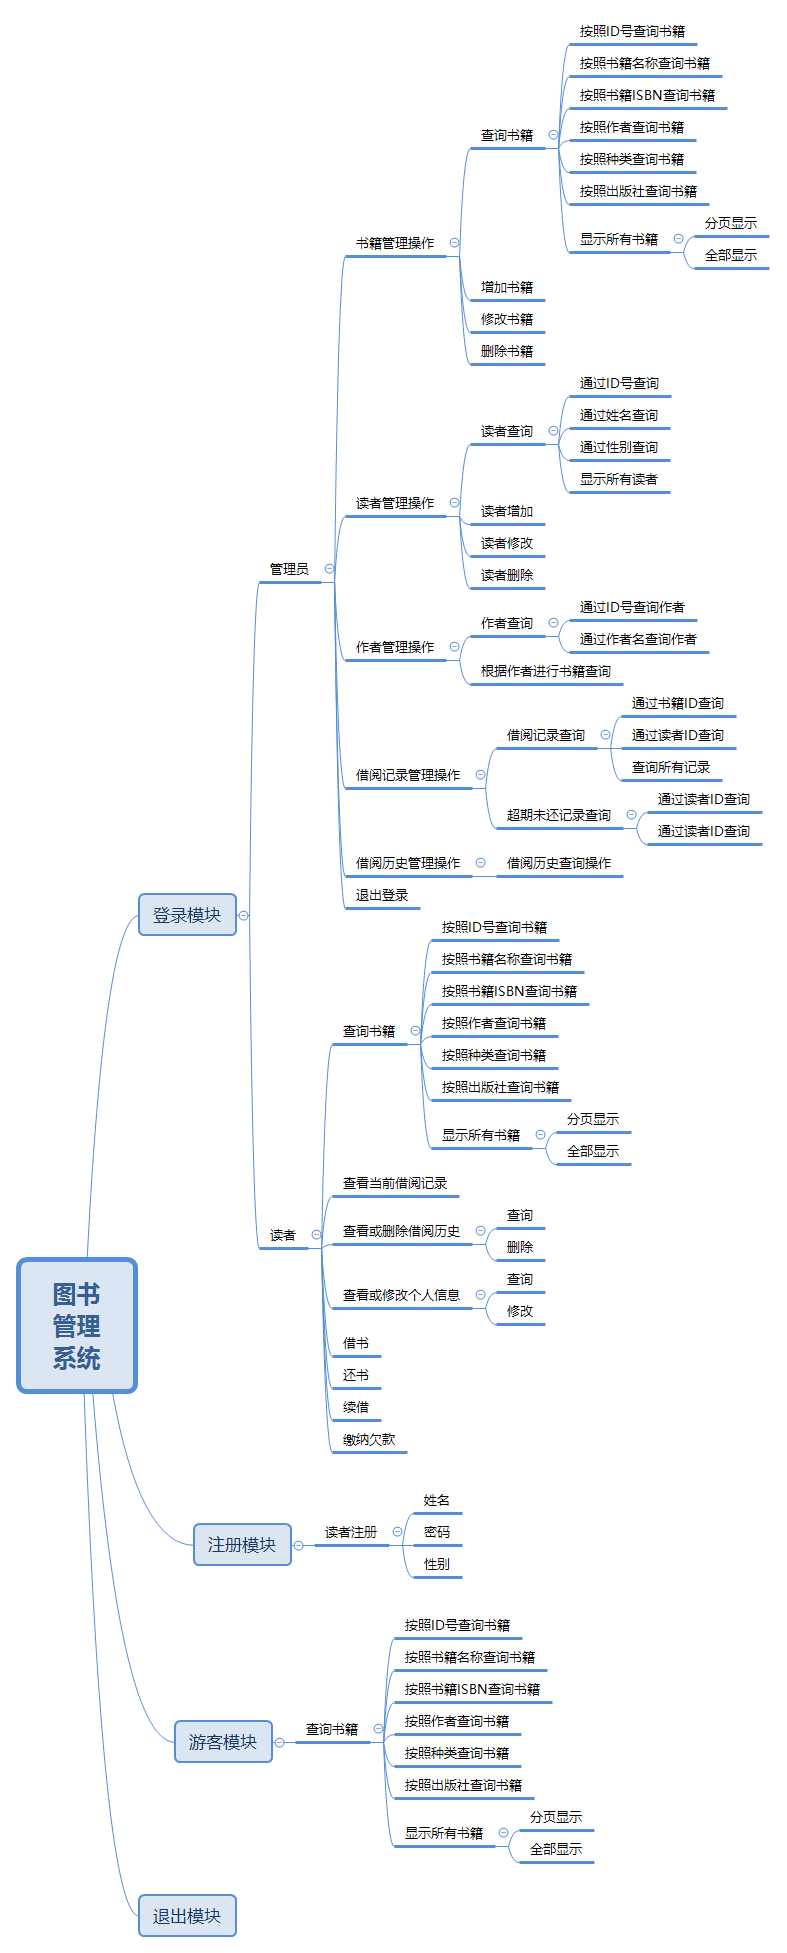 图书
管理
系统
登录模块
管理员
书籍管理操作
查询书籍
按照ID号查询书籍
按照书籍名称查询书籍
按照书籍ISBN查询书籍
按照作者查询书籍
按照种类查询书籍
按照出版社查询书籍
显示所有书籍
分页显示
全部显示
增加书籍
修改书籍
删除书籍
读者管理操作
读者查询
通过ID号查询
通过姓名查询
通过性别查询
显示所有读者
读者增加
读者修改
读者删除
作者管理操作
作者查询
通过ID号查询作者
通过作者名查询作者
根据作者进行书籍查询
借阅记录管理操作
借阅记录查询
通过书籍ID查询
通过读者ID查询
查询所有记录
超期未还记录查询
通过读者ID查询
通过读者ID查询
借阅历史管理操作
借阅历史查询操作
退出登录
读者
查询书籍
按照ID号查询书籍
按照书籍名称查询书籍
按照书籍ISBN查询书籍
按照作者查询书籍
按照种类查询书籍
按照出版社查询书籍
显示所有书籍
分页显示
全部显示
查看当前借阅记录
查看或删除借阅历史
查询
删除
查看或修改个人信息
查询
修改
借书
还书
续借
缴纳欠款
注册模块
读者注册
姓名
密码
性别
游客模块
查询书籍
按照ID号查询书籍
按照书籍名称查询书籍
按照书籍ISBN查询书籍
按照作者查询书籍
按照种类查询书籍
按照出版社查询书籍
显示所有书籍
分页显示
全部显示
退出模块